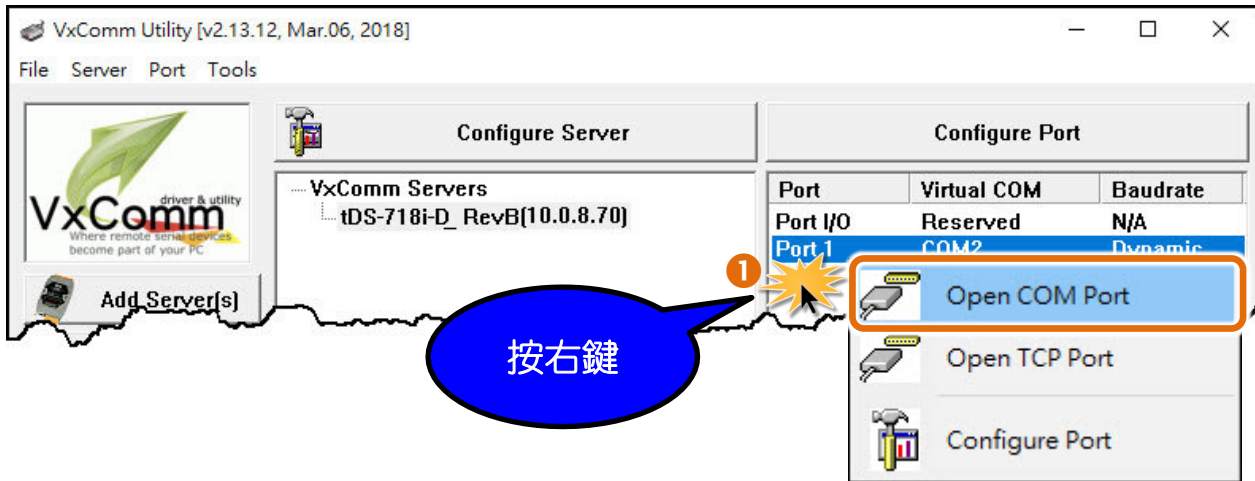 VxComm Utility [v2.13.12, Mar.06, 2018]
File Server Port Tools
Configure Server
Configure Port
VxComm
driver & utility
Where remote serial devices
become part of your PC
Add Server(s)
VxComm Servers
tDS-718i-D_RevB(10.0.8.70)
Port Virtual COM Baudrate
Port I/O Reserved N/A
Port 1 COM2 Dynamic
1
按右鍵
Open COM Port
Open TCP Port
Configure Port